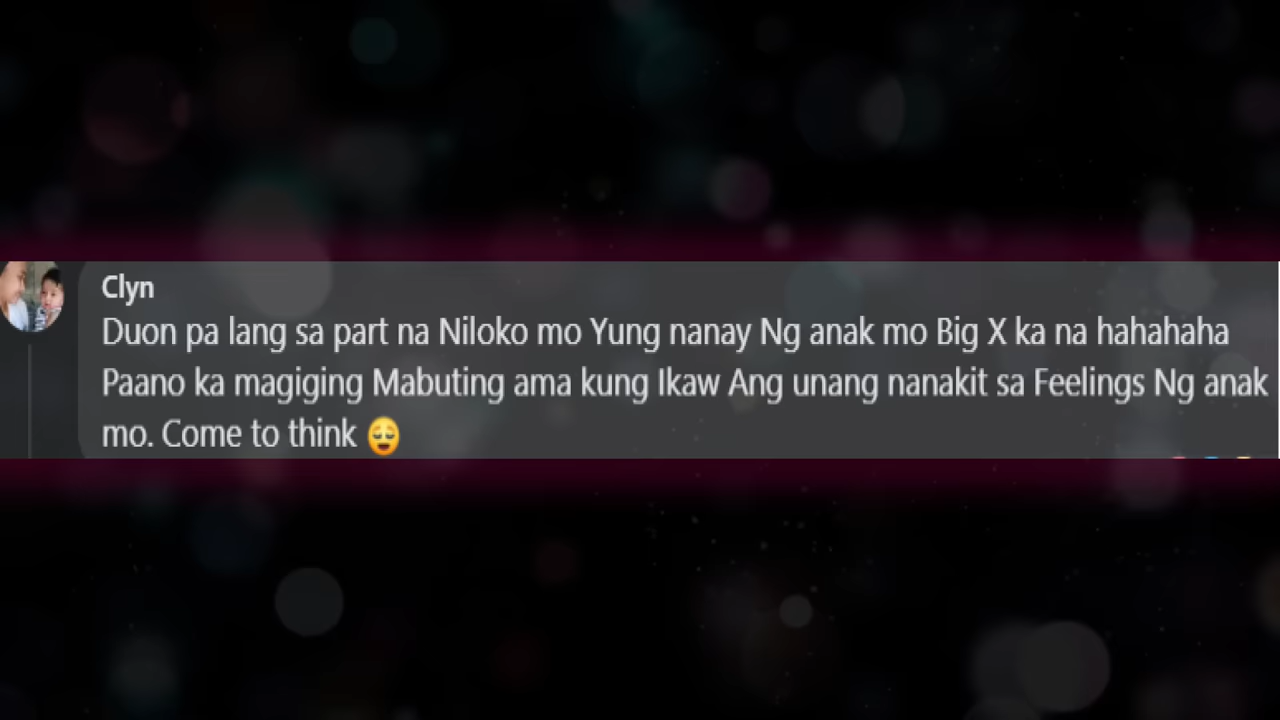 Clyn
Duon pa lang sa part na Niloko mo Yung nanay Ng anak mo Big X ka na hahahaha
Paano ka magiging Mabuting ama kung Ikaw Ang unang nanakit sa Feelings Ng anak
mo. Come to think 😩